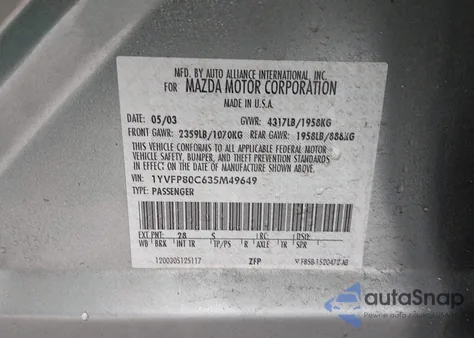 MFD. BY AUTO ALLIANCE INTERNATIONAL, INC.
FOR MAZDA MOTOR CORPORATION
MADE IN U.S.A.
DATE: 05/03 GVWR: 4317LB/1958KG
FRONT GAWR: 2359LB/1070KG REAR GAWR: 1958LB/888KG
THIS VEHICLE CONFORMS TO ALL APPLICABLE FEDERAL MOTOR VEHICLE
SAFETY, BUMPER, AND THEFT PREVENTION STANDARDS
IN EFFECT ON THE DATE OF MANUFACTURE SHOWN ABOVE.
VIN: 1YVFP80C635M49649
TYPE: PASSENGER
EXT PNT: 28 S RC: DSO:
WB BRK INT TR TP/PS R AXLE TR SPR
1200305125117 ZFP
autoSnap